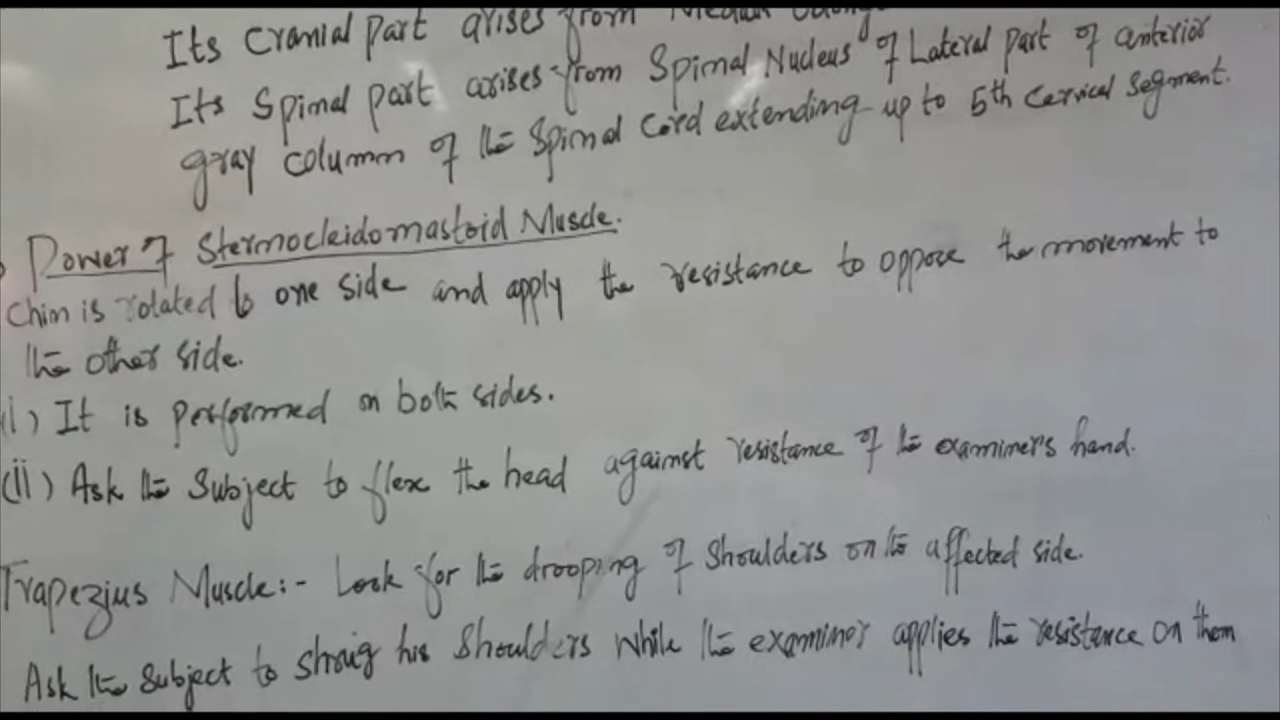 Its Cranial part arises from
Its Spinal part arises from Spinal Nucleus of Lateral part of anterior
gray column of the Spinal Cord extending up to 5th Cervical Segment.
Power of Sternocleidomastoid Muscle.
Chin is rotated to one side and apply the resistance to oppose the movement to
the other side.
(i) It is performed on both sides.
(ii) Ask the Subject to flex the head against resistance of the examiners hand.
Trapezius Muscle:- Look for the drooping of Shoulders on the affected side.
Ask the Subject to shrug his Shoulders while the examiner applies the resistance on them